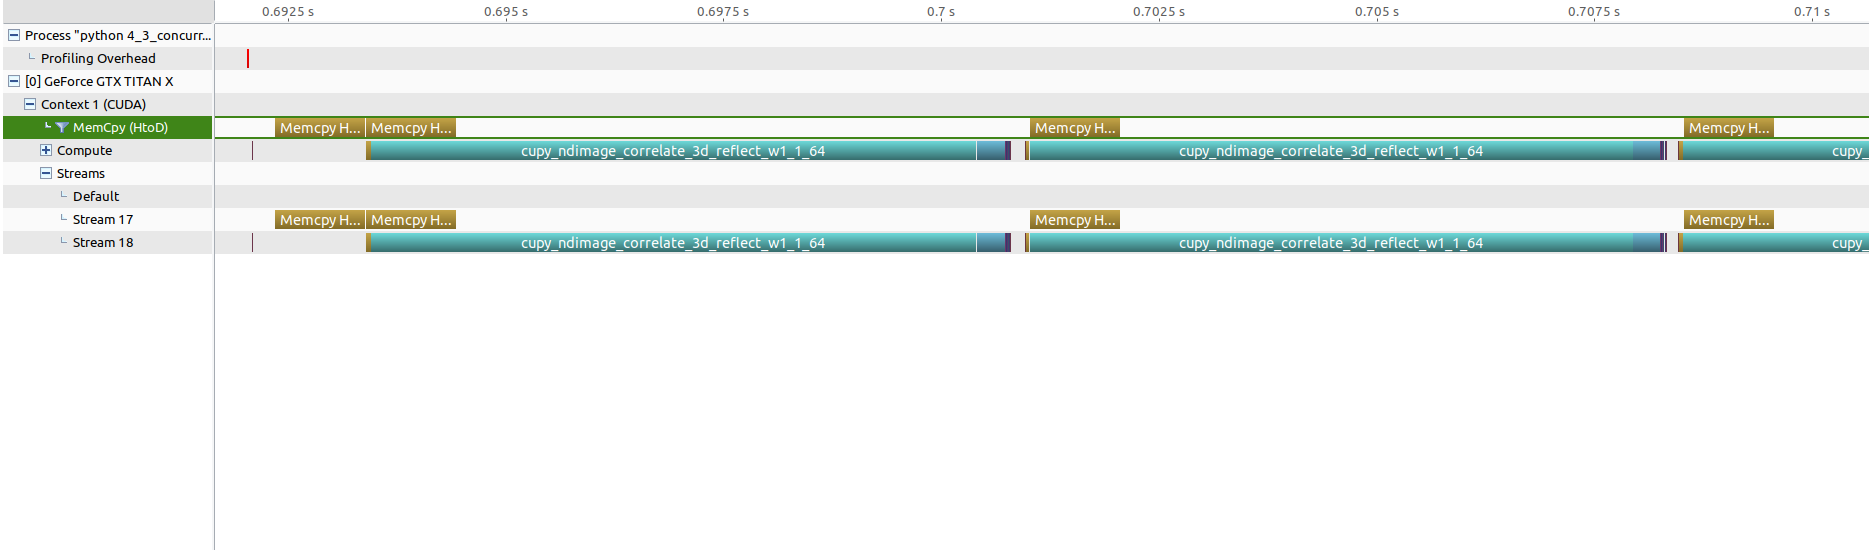 0.6925 s 0.695 s 0.6975 s 0.7 s 0.7025 s 0.705 s 0.7075 s 0.71 s
Process "python 4_3_concurr...
Profiling Overhead
[0] GeForce GTX TITAN X
Context 1 (CUDA)
MemCpy (HtoD) Memcpy H... Memcpy H... Memcpy H... Memcpy H...
Compute cupy_ndimage_correlate_3d_reflect_w1_1_64 cupy_ndimage_correlate_3d_reflect_w1_1_64 cupy_
Streams
Default
Stream 17 Memcpy H... Memcpy H... Memcpy H... Memcpy H...
Stream 18 cupy_ndimage_correlate_3d_reflect_w1_1_64 cupy_ndimage_correlate_3d_reflect_w1_1_64 cupy_